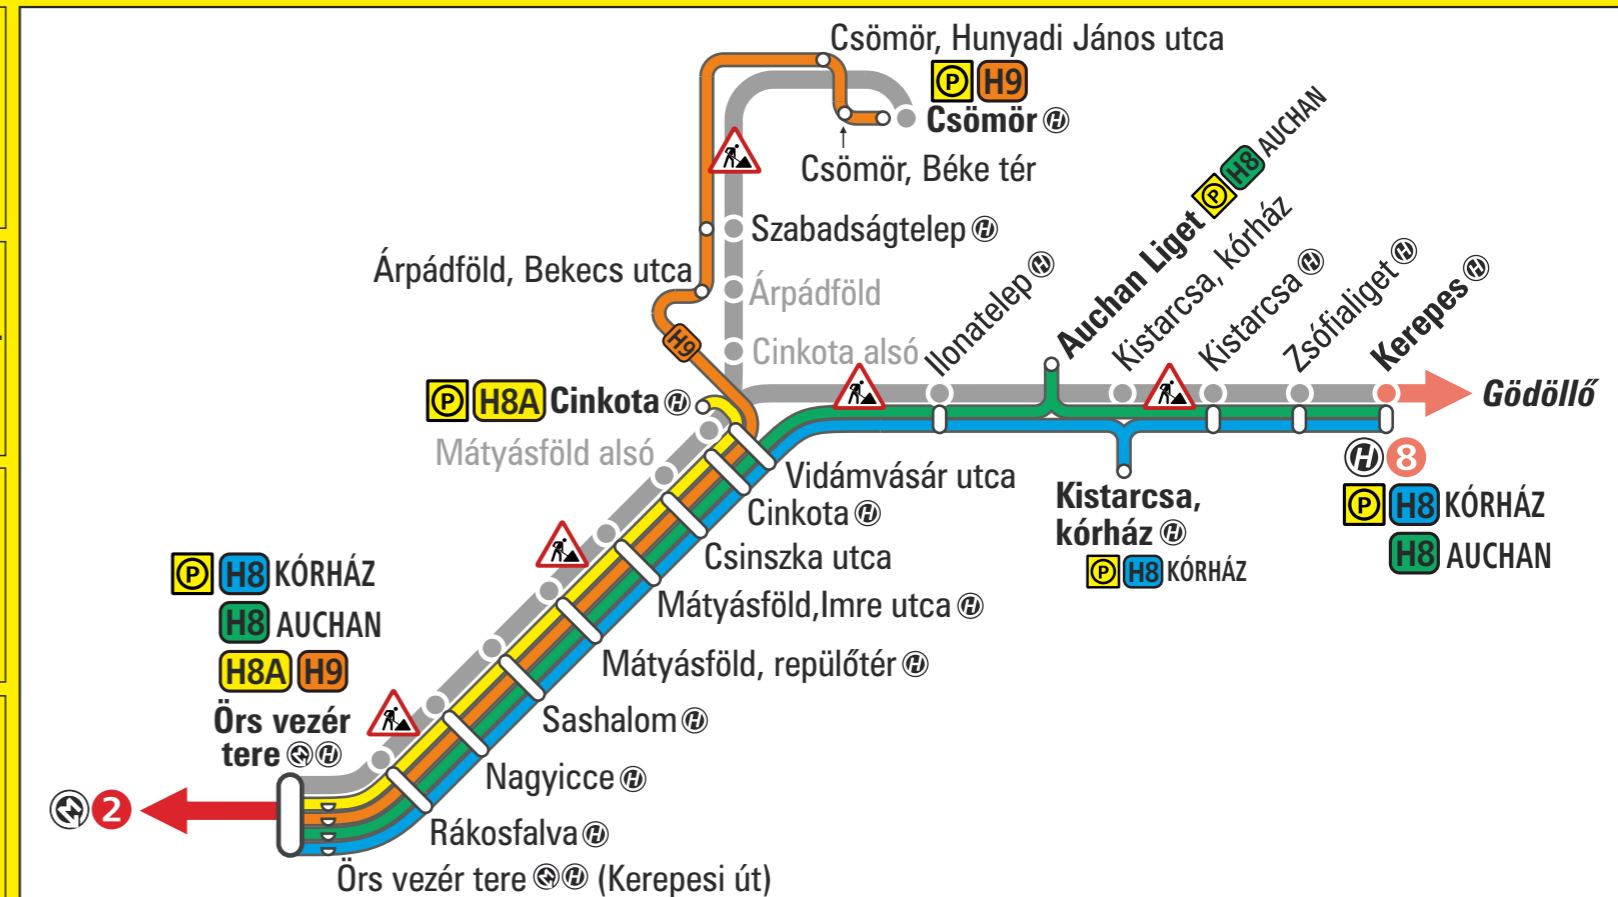 Csömör, Hunyadi János utca
P H9
Csömör H
Csömör, Béke tér
Szabadságtelep H
Árpádföld, Bekecs utca
Árpádföld
H9
Cinkota alsó
Ilonatelep H
Auchan Liget P H8 AUCHAN
Kistarcsa, kórház
Kistarcsa H
Zsófialiget H
Kerepes H
Gödöllő
P H8A Cinkota H
Mátyásföld alsó
Vidámvásár utca
Cinkota H
Csinszka utca
Mátyásföld,Imre utca H
Mátyásföld, repülőtér H
Sashalom H
Nagyicce H
Rákosfalva H
Örs vezér tere M H (Kerepesi út)
Kistarcsa,
kórház H
P H8 KÓRHÁZ
H 8
P H8 KÓRHÁZ
H8 AUCHAN
P H8 KÓRHÁZ
H8 AUCHAN
H8A H9
Örs vezér
tere M H
M 2